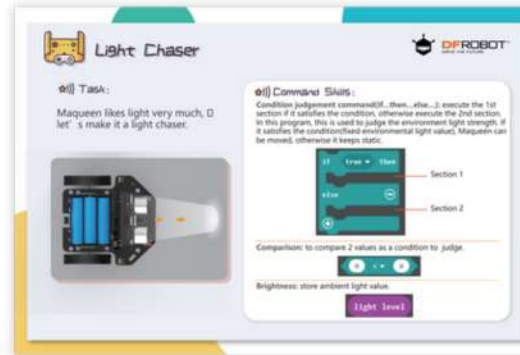 Light Chaser
DFROBOT
DRIVE THE FUTURE
Task:
Maqueen likes light very much, 
let's make it a light chaser.
Command Skills:
Condition judgement command(if...then...else...): execute the 1st
section if it satisfies the condition, otherwise execute the 2nd section.
In this program, this is used to judge the environment light strength. If
it satisfies the condition(fixed environmental light value), Maqueen can
be moved, otherwise it keeps static.
if true then
Section 1
else
Section 2
Comparison: to compare 2 values as a condition to judge.
0 < 0
Brightness: store ambient light value.
light level